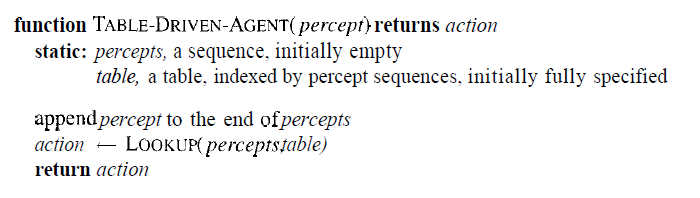 function TABLE-DRIVEN-AGENT( percept) returns action
static: percepts, a sequence, initially empty
table, a table, indexed by percept sequences, initially fully specified
append percept to the end of percepts
action ← LOOKUP( percepts, table)
return action